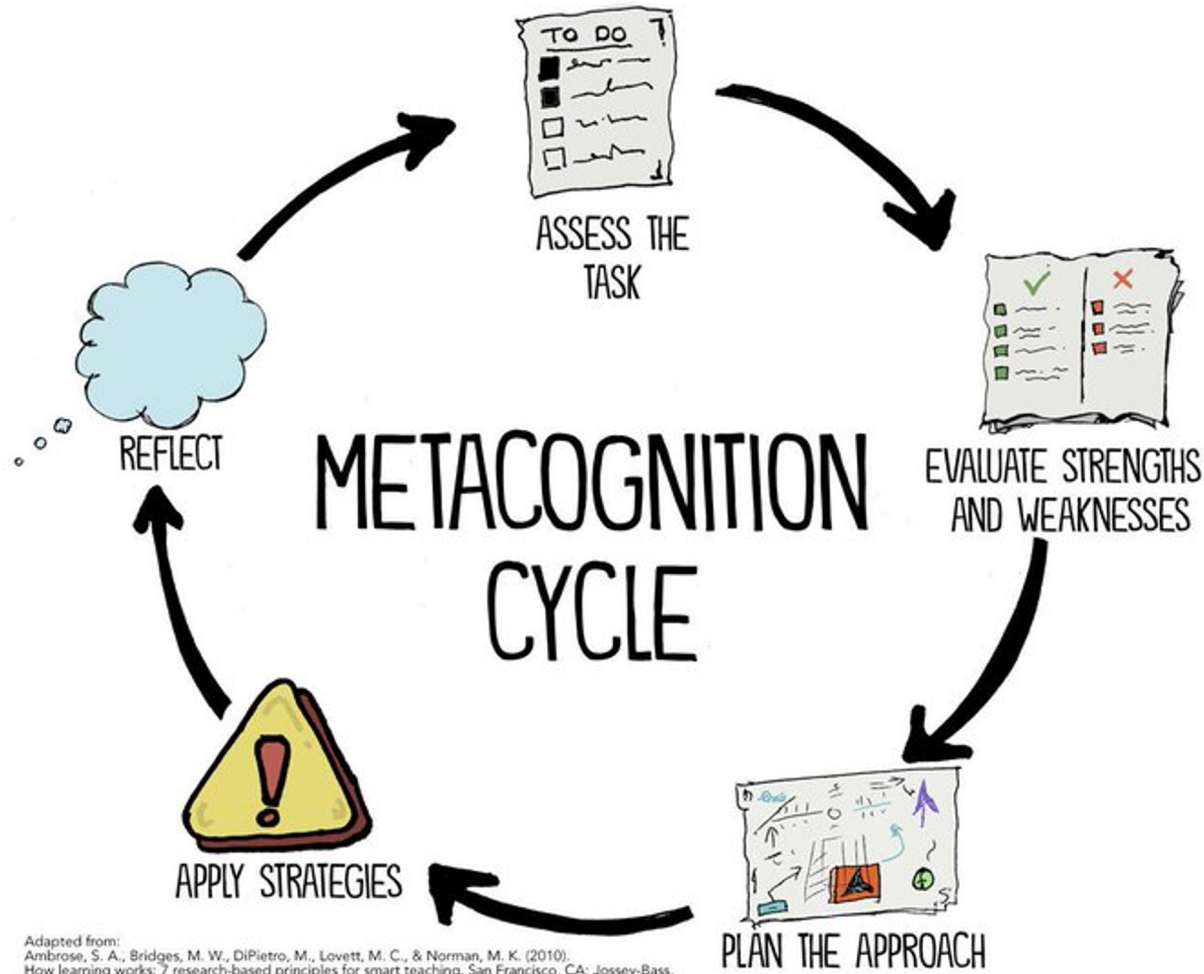 TO DO
ASSESS THE
TASK
EVALUATE STRENGTHS
AND WEAKNESSES
PLAN THE APPROACH
APPLY STRATEGIES
REFLECT
METACOGNITION
CYCLE
Adapted from:
Ambrose, S. A., Bridges, M. W., DiPietro, M., Lovett, M. C., & Norman, M. K. (2010).
How learning works: 7 research-based principles for smart teaching. San Francisco, CA: Jossey-Bass.